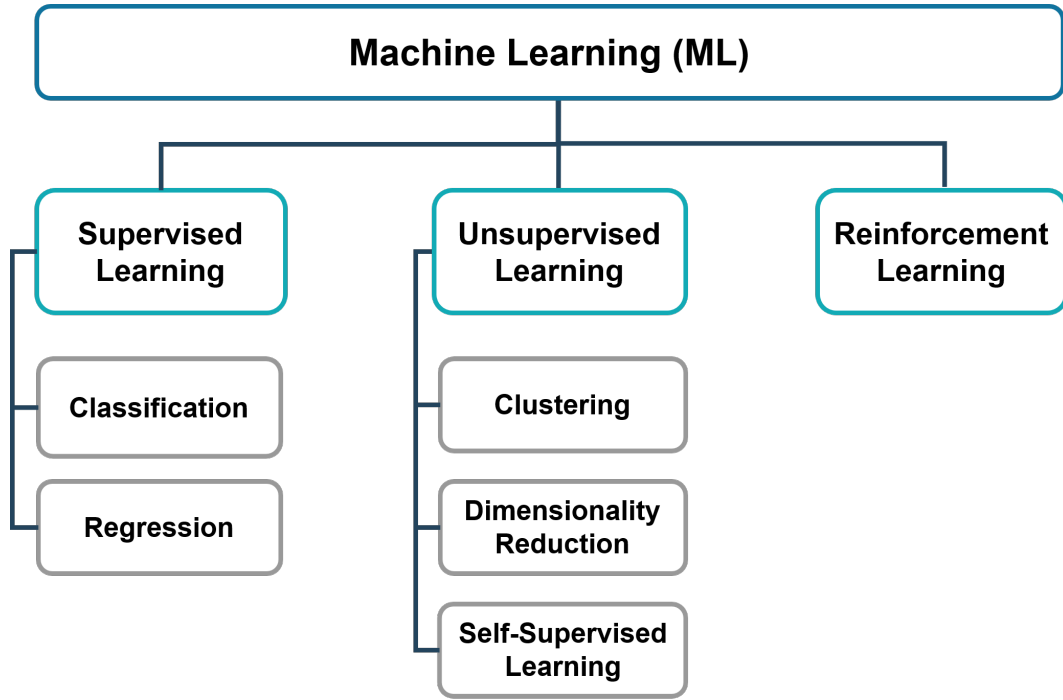 Machine Learning (ML)
Supervised
Learning
Unsupervised
Learning
Reinforcement
Learning
Classification
Regression
Clustering
Dimensionality
Reduction
Self-Supervised
Learning